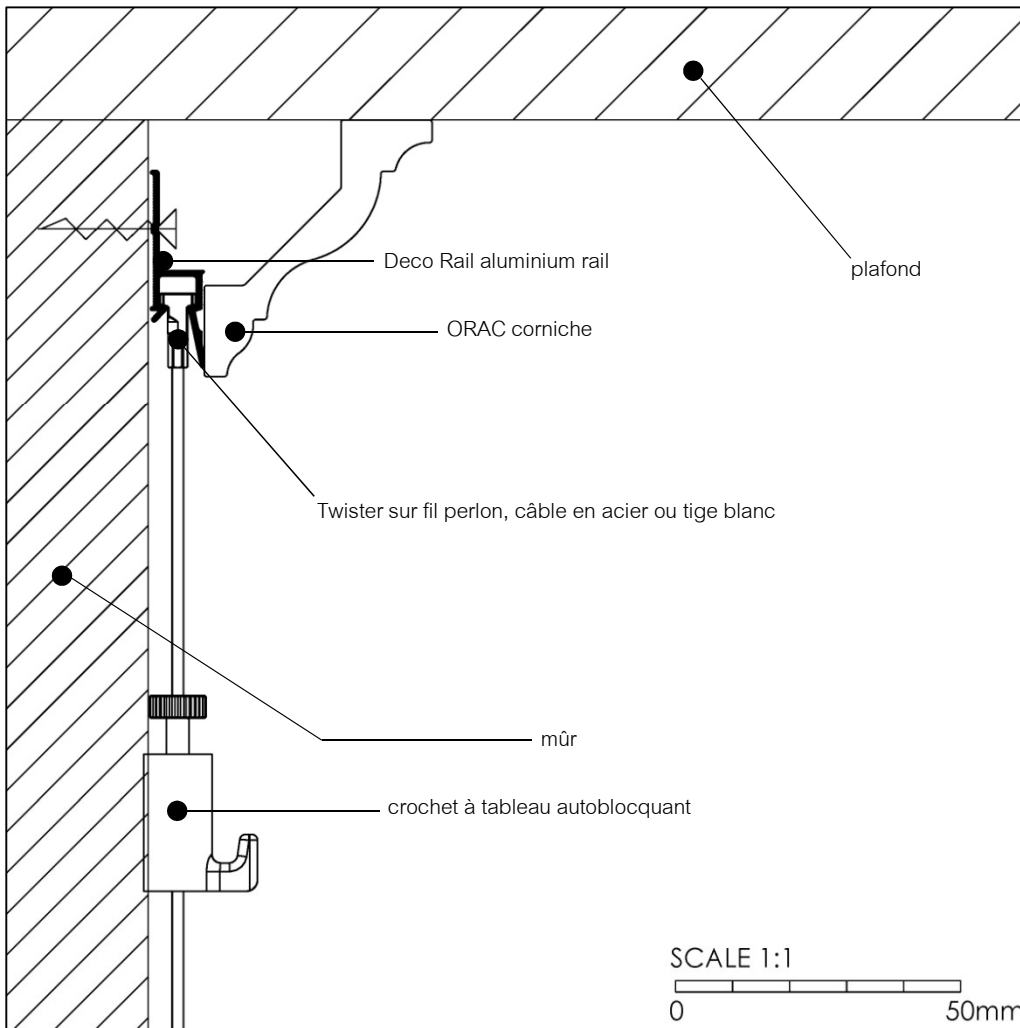 Deco Rail aluminium rail
plafond
ORAC corniche
Twister sur fil perlon, câble en acier ou tige blanc
mûr
crochet à tableau autoblocquant
SCALE 1:1
0 50mm